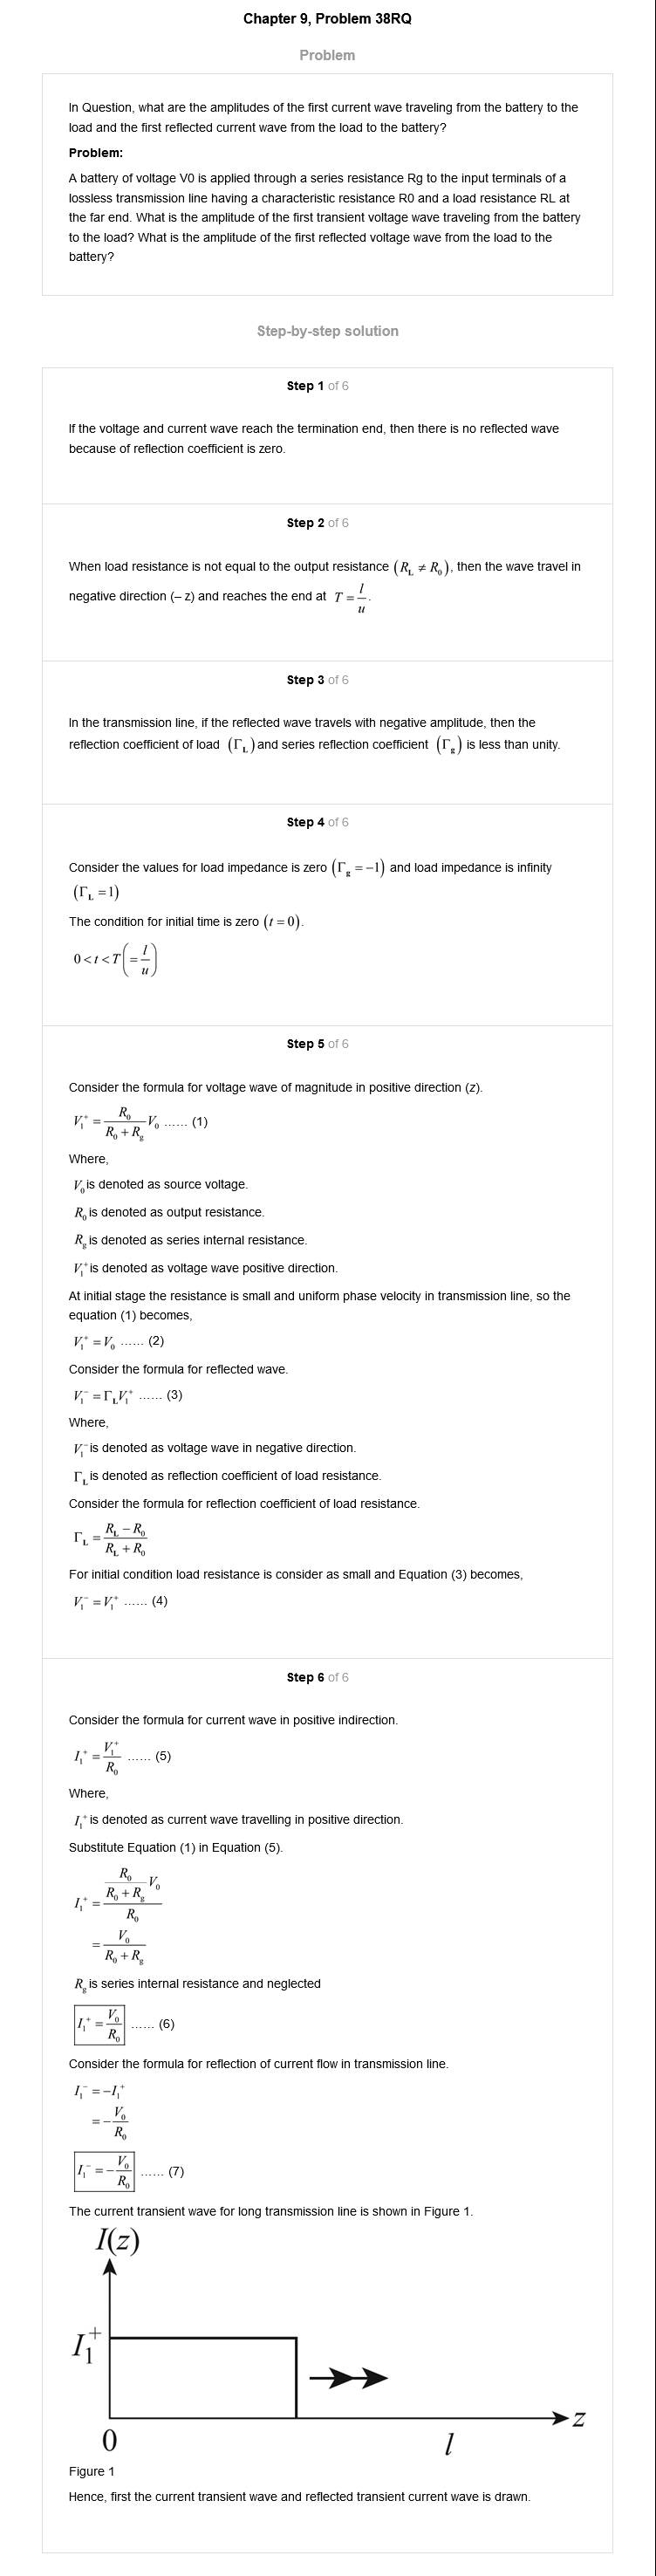 Chapter 9, Problem 38RQ
Problem
In Question, what are the amplitudes of the first current wave traveling from the battery to the
load and the first reflected current wave from the load to the battery?
Problem:
A battery of voltage V0 is applied through a series resistance Rg to the input terminals of a
lossless transmission line having a characteristic resistance R0 and a load resistance RL at
the far end. What is the amplitude of the first transient voltage wave traveling from the battery
to the load? What is the amplitude of the first reflected voltage wave from the load to the
battery?
Step-by-step solution
Step 1 of 6
If the voltage and current wave reach the termination end, then there is no reflected wave
because of reflection coefficient is zero.
Step 2 of 6
When load resistance is not equal to the output resistance (R_L ≠ R_0), then the wave travel in
negative direction (– z) and reaches the end at T = l/u.
Step 3 of 6
In the transmission line, if the reflected wave travels with negative amplitude, then the
reflection coefficient of load (Γ_L) and series reflection coefficient (Γ_g) is less than unity.
Step 4 of 6
Consider the values for load impedance is zero (Γ_g = −1) and load impedance is infinity
(Γ_L = 1)
The condition for initial time is zero (t = 0).
0 < t < T (= l/u)
Step 5 of 6
Consider the formula for voltage wave of magnitude in positive direction (z).
V_1^+ = R_0/(R_0 + R_g) V_0 ...... (1)
Where,
V_0 is denoted as source voltage.
R_0 is denoted as output resistance.
R_g is denoted as series internal resistance.
V_1^+ is denoted as voltage wave positive direction.
At initial stage the resistance is small and uniform phase velocity in transmission line, so the
equation (1) becomes,
V_1^+ = V_0 ...... (2)
Consider the formula for reflected wave.
V_1^- = Γ_L V_1^+ ...... (3)
Where,
V_1^- is denoted as voltage wave in negative direction.
Γ_L is denoted as reflection coefficient of load resistance.
Consider the formula for reflection coefficient of load resistance.
Γ_L = (R_L − R_0)/(R_L + R_0)
For initial condition load resistance is consider as small and Equation (3) becomes,
V_1^- = V_1^+ ...... (4)
Step 6 of 6
Consider the formula for current wave in positive indirection.
I_1^+ = V_1^+/R_0 ...... (5)
Where,
I_1^+ is denoted as current wave travelling in positive direction.
Substitute Equation (1) in Equation (5).
I_1^+ = (R_0/(R_0 + R_g) V_0)/R_0
= V_0/(R_0 + R_g)
R_g is series internal resistance and neglected
I_1^+ = V_0/R_0 ...... (6)
Consider the formula for reflection of current flow in transmission line.
I_1^- = −I_1^+
= −V_0/R_0
I_1^- = −V_0/R_0 ...... (7)
The current transient wave for long transmission line is shown in Figure 1.
I(z)
I_1^+
z
0
l
Figure 1
Hence, first the current transient wave and reflected transient current wave is drawn.